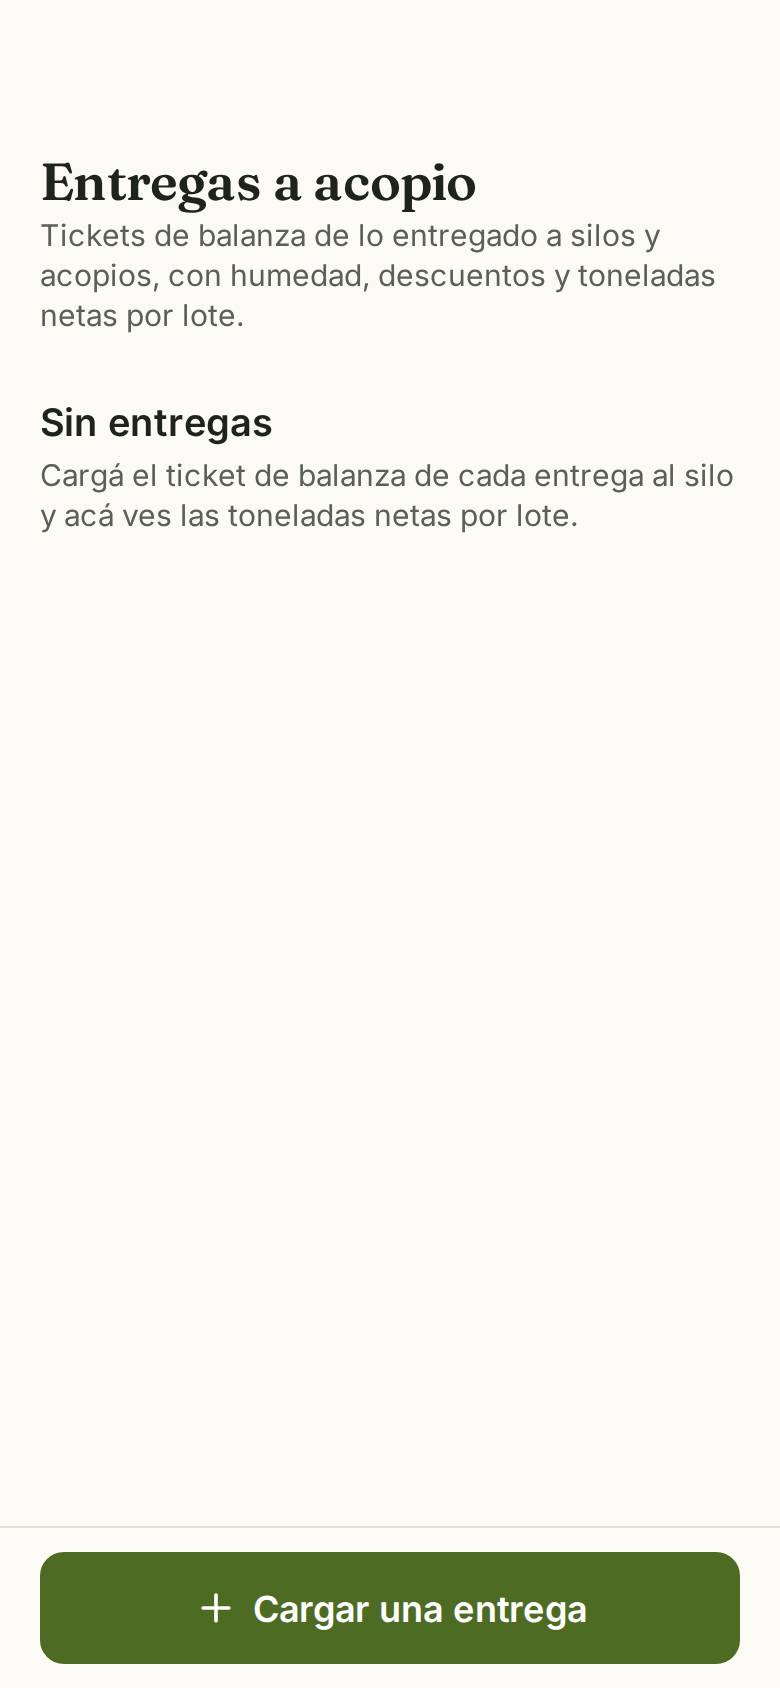 Entregas a acopio
Tickets de balanza de lo entregado a silos y
acopios, con humedad, descuentos y toneladas
netas por lote.
Sin entregas
Cargá el ticket de balanza de cada entrega al silo
y acá ves las toneladas netas por lote.
Cargar una entrega